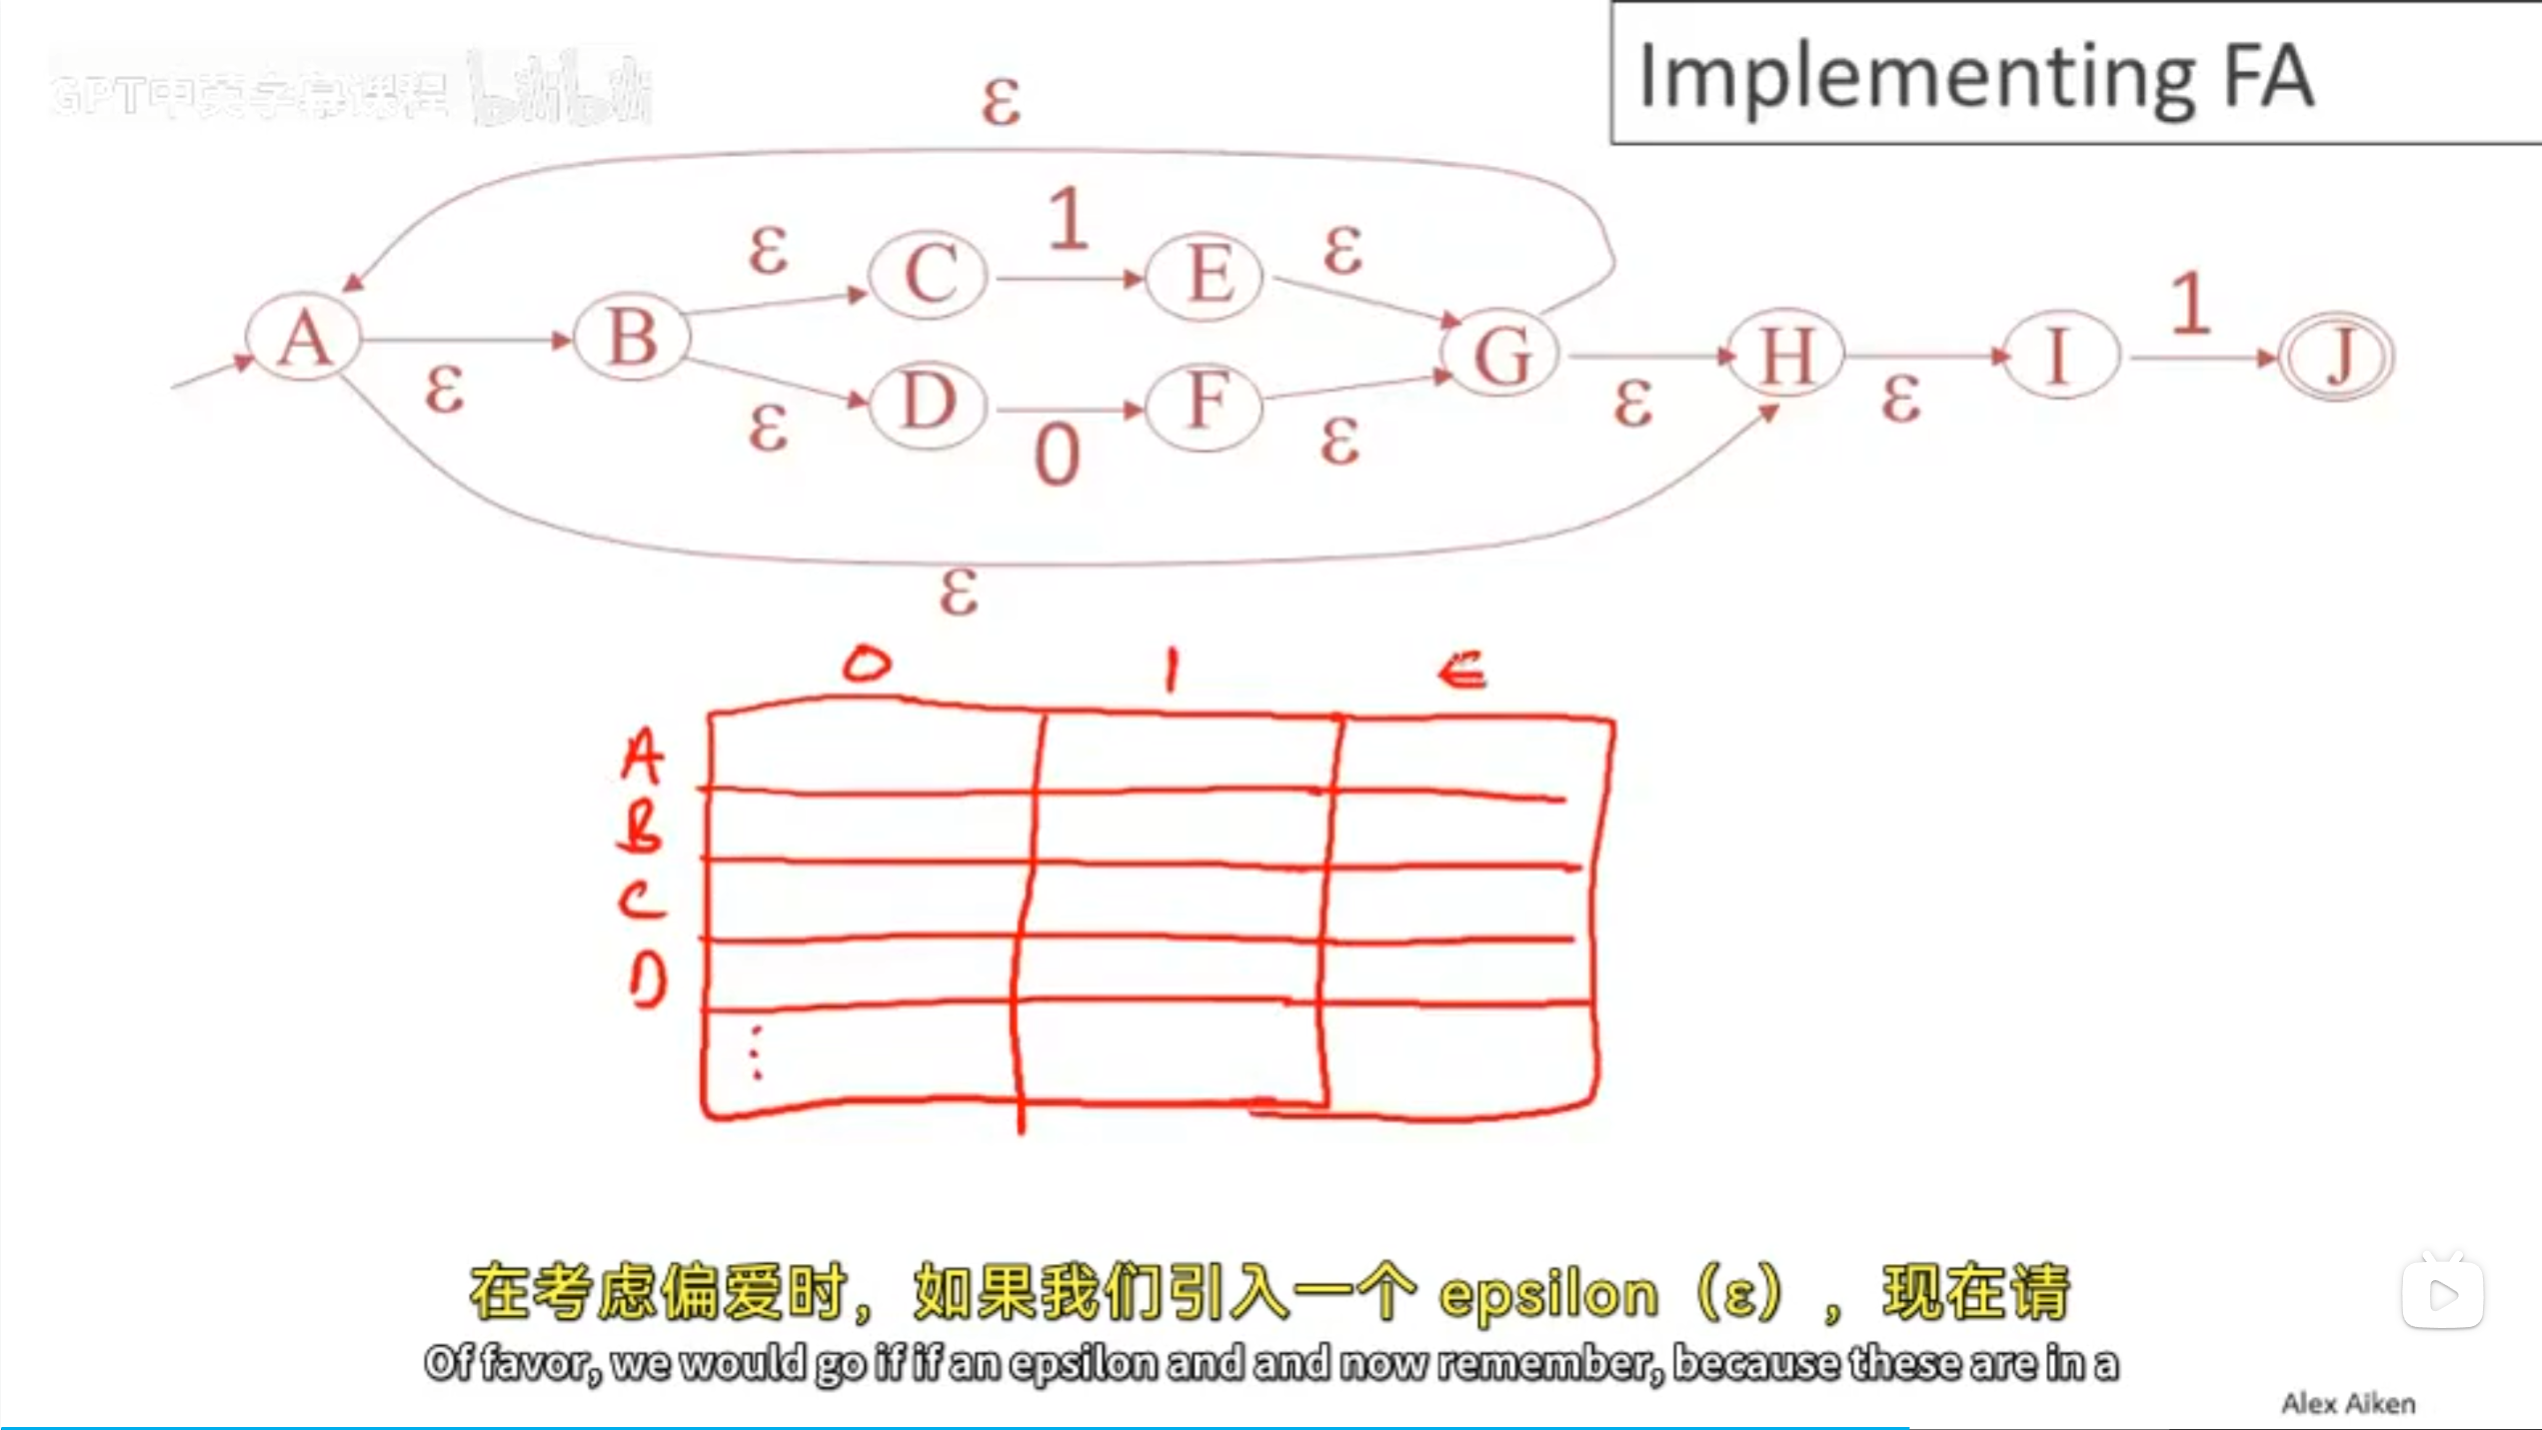 GPT中英字幕课程 bilibili
Implementing FA
ε
ε 1 ε
C E
1
A B G H I J
ε ε ε
D F
ε 0 ε
ε
0 1 ε
A
B
C
D
⋮
在考虑偏爱时，如果我们引入一个 epsilon（ε），现在请
Of favor, we would go if if an epsilon and and now remember, because these are in a
Alex Aiken